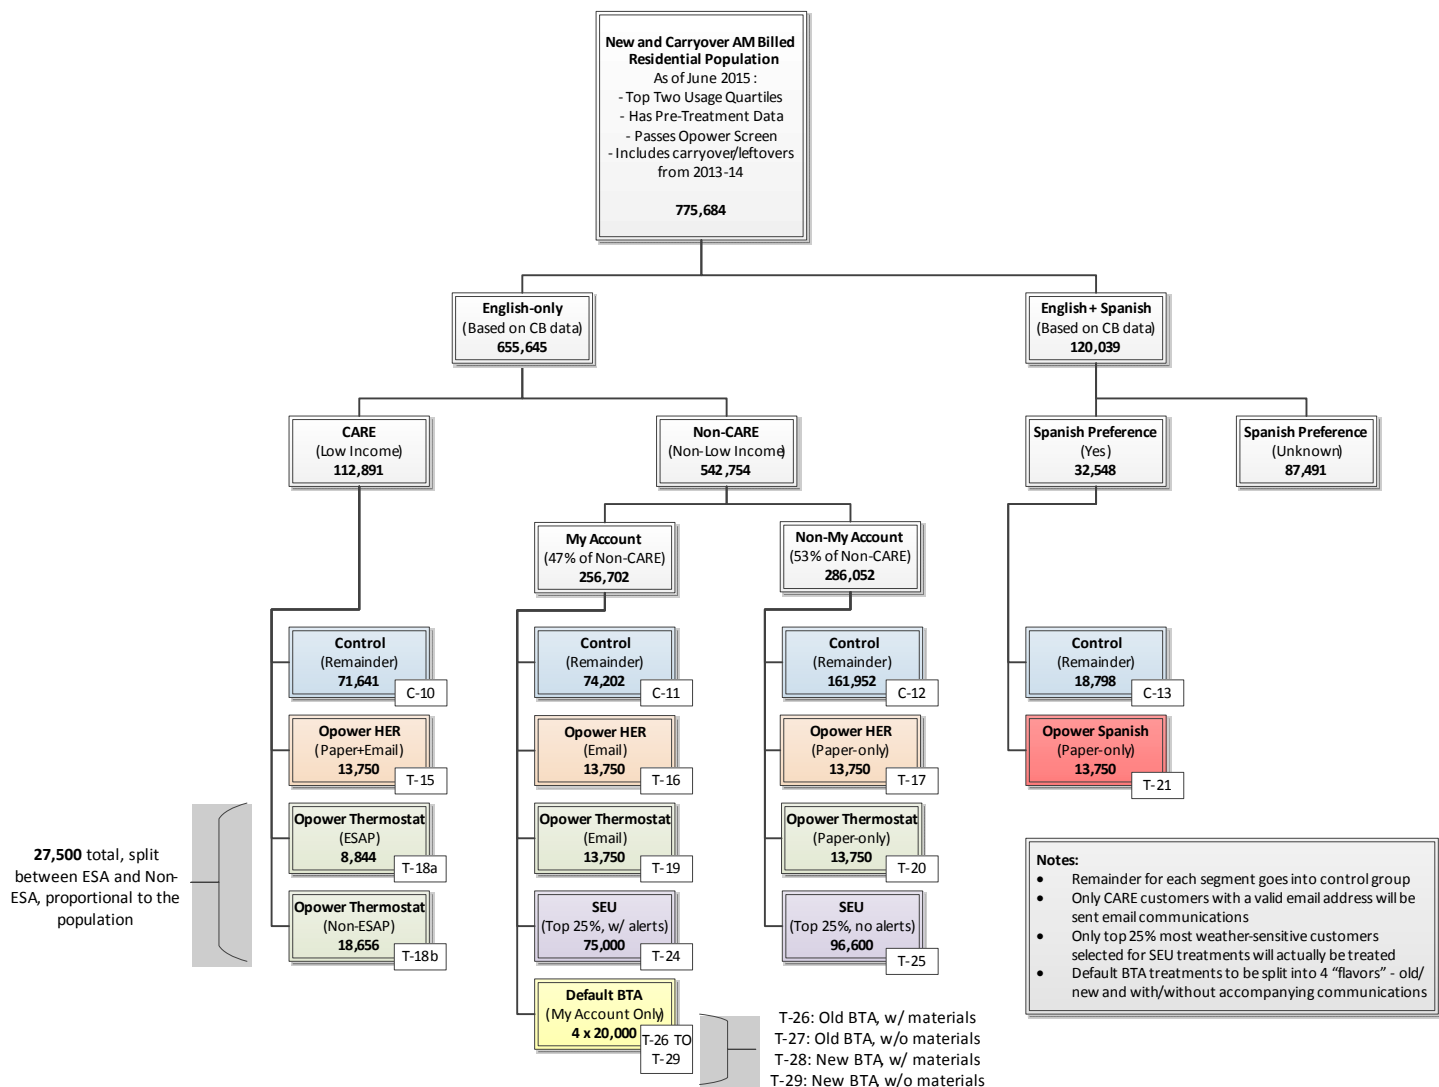 New and Carryover AM Billed
Residential Population
As of June 2015 :
- Top Two Usage Quartiles
- Has Pre-Treatment Data
- Passes Opower Screen
- Includes carryover/leftovers
from 2013-14
775,684
English-only
(Based on CB data)
655,645
English + Spanish
(Based on CB data)
120,039
CARE
(Low Income)
112,891
Non-CARE
(Non-Low Income)
542,754
Spanish Preference
(Yes)
32,548
Spanish Preference
(Unknown)
87,491
My Account
(47% of Non-CARE)
256,702
Non-My Account
(53% of Non-CARE)
286,052
Control
(Remainder)
71,641
C-10
Control
(Remainder)
74,202
C-11
Control
(Remainder)
161,952
C-12
Control
(Remainder)
18,798
C-13
Opower HER
(Paper+Email)
13,750
T-15
Opower HER
(Email)
13,750
T-16
Opower HER
(Paper-only)
13,750
T-17
Opower Spanish
(Paper-only)
13,750
T-21
Opower Thermostat
(ESAP)
8,844
T-18a
Opower Thermostat
(Email)
13,750
T-19
Opower Thermostat
(Paper-only)
13,750
T-20
27,500 total, split
between ESA and Non-
ESA, proportional to the
population
Opower Thermostat
(Non-ESAP)
18,656
T-18b
SEU
(Top 25%, w/ alerts)
75,000
T-24
SEU
(Top 25%, no alerts)
96,600
T-25
Default BTA
(My Account Only)
4 x 20,000
T-26 TO
T-29
T-26: Old BTA, w/ materials
T-27: Old BTA, w/o materials
T-28: New BTA, w/ materials
T-29: New BTA, w/o materials
Notes:
• Remainder for each segment goes into control group
• Only CARE customers with a valid email address will be
sent email communications
• Only top 25% most weather-sensitive customers
selected for SEU treatments will actually be treated
• Default BTA treatments to be split into 4 “flavors” - old/
new and with/without accompanying communications